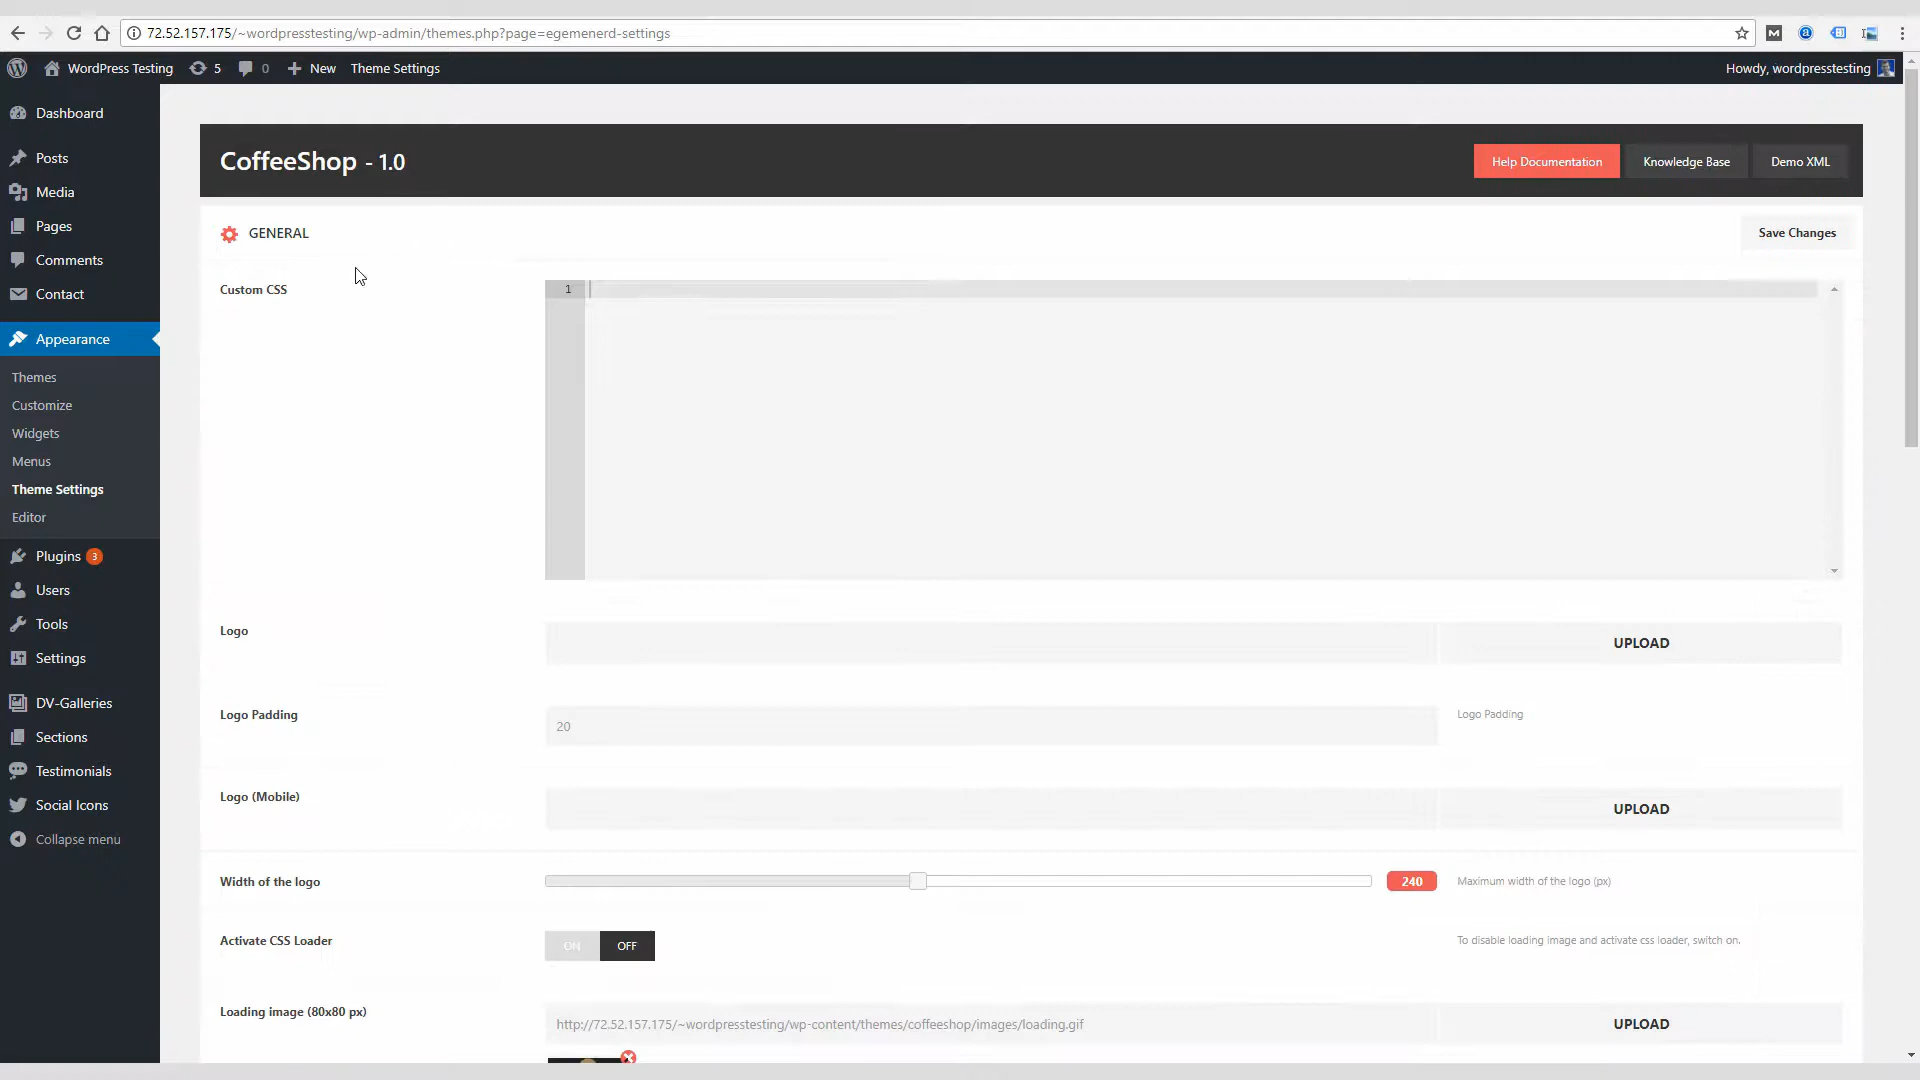 72.52.157.175/~wordpresstesting/wp-admin/themes.php?page=egemenerd-settings
WordPress Testing 5 0 New Theme Settings
Howdy, wordpresstesting
Dashboard
Posts
Media
Pages
Comments
Contact
Appearance
Themes
Customize
Widgets
Menus
Theme Settings
Editor
Plugins 3
Users
Tools
Settings
DV-Galleries
Sections
Testimonials
Social Icons
Collapse menu
CoffeeShop - 1.0
Help Documentation
Knowledge Base
Demo XML
GENERAL
Save Changes
Custom CSS
1
Logo
UPLOAD
Logo Padding
20
Logo Padding
Logo (Mobile)
UPLOAD
Width of the logo
240
Maximum width of the logo (px)
Activate CSS Loader
ON OFF
To disable loading image and activate css loader, switch on.
Loading image (80x80 px)
http://72.52.157.175/~wordpresstesting/wp-content/themes/coffeeshop/images/loading.gif
UPLOAD